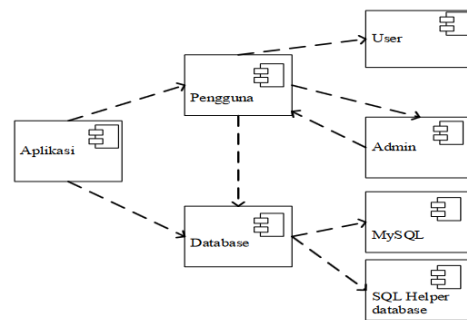 User
Pengguna
Aplikasi
Admin
Database
MySQL
SQL Helper
database